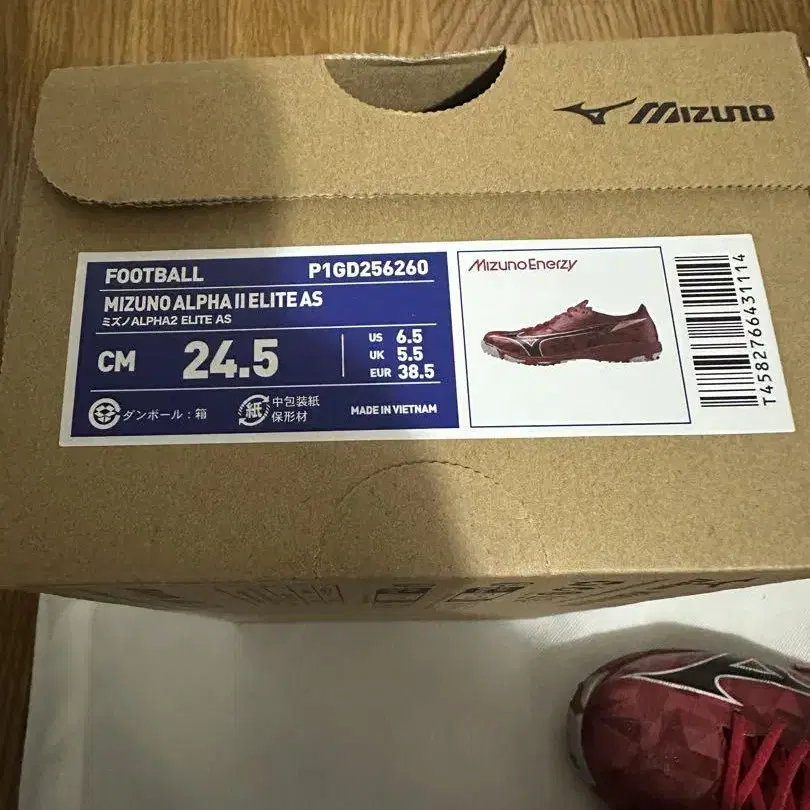 MIZUNO
FOOTBALL P1GD256260
MIZUNO ALPHA II ELITE AS
ミズノALPHA2 ELITE AS
CM 24.5
US 6.5
UK 5.5
EUR 38.5
ダンボール：箱
紙
中包装紙
保形材
MADE IN VIETNAM
MizunoEnerzy
T4582766431114